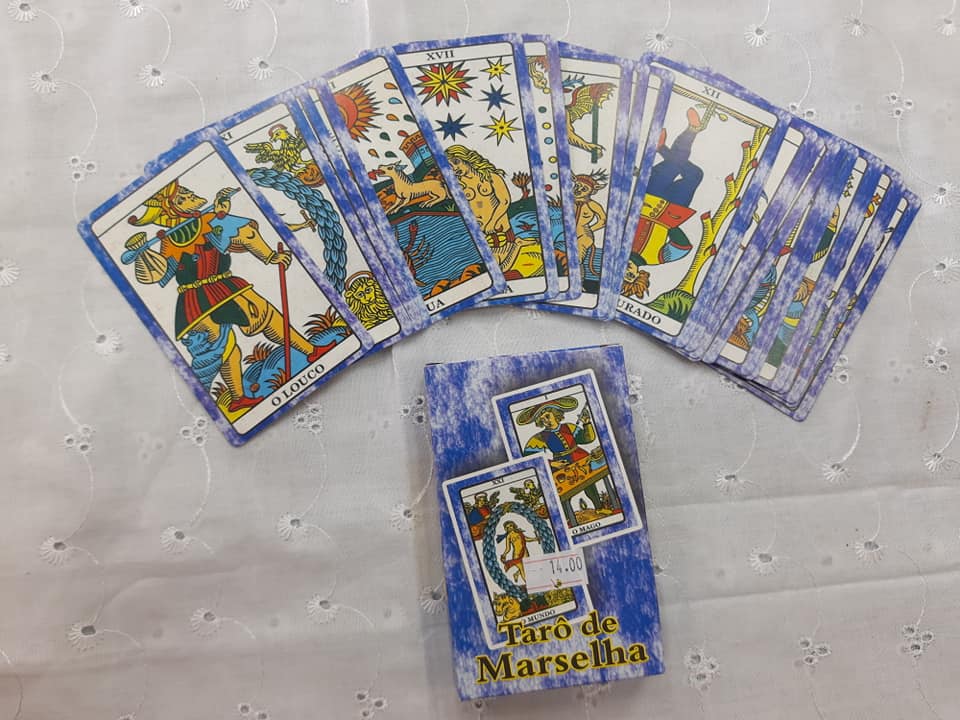 O LOUCO
XI
I
UA
XVII
A
XII
URADO
I
O MAGO
XXI
MUNDO
14.00
Tarô de
Marselha